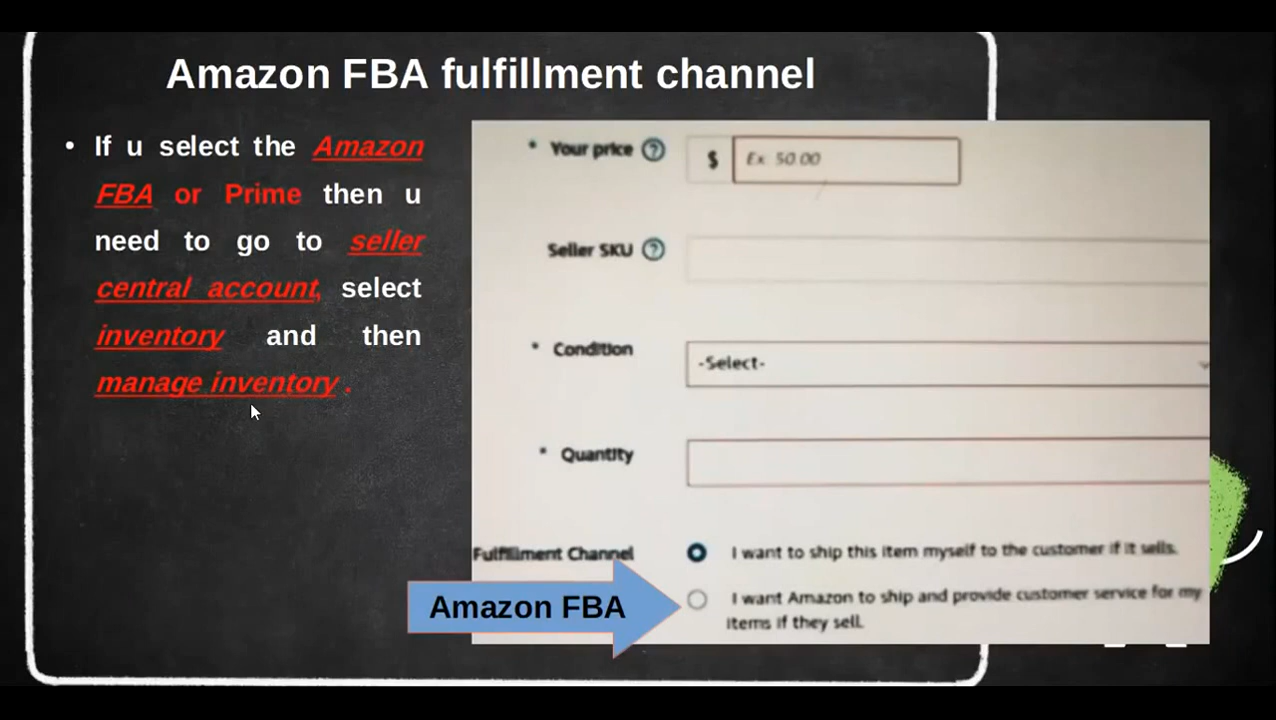 Amazon FBA fulfillment channel
• If u select the Amazon
FBA or Prime then u
need to go to seller
central account, select
inventory and then
manage inventory .
* Your price ?
$ Ex: 50.00
Seller SKU ?
* Condition
-Select-
* Quantity
Fulfillment Channel
I want to ship this item myself to the customer if it sells.
I want Amazon to ship and provide customer service for my
items if they sell.
Amazon FBA